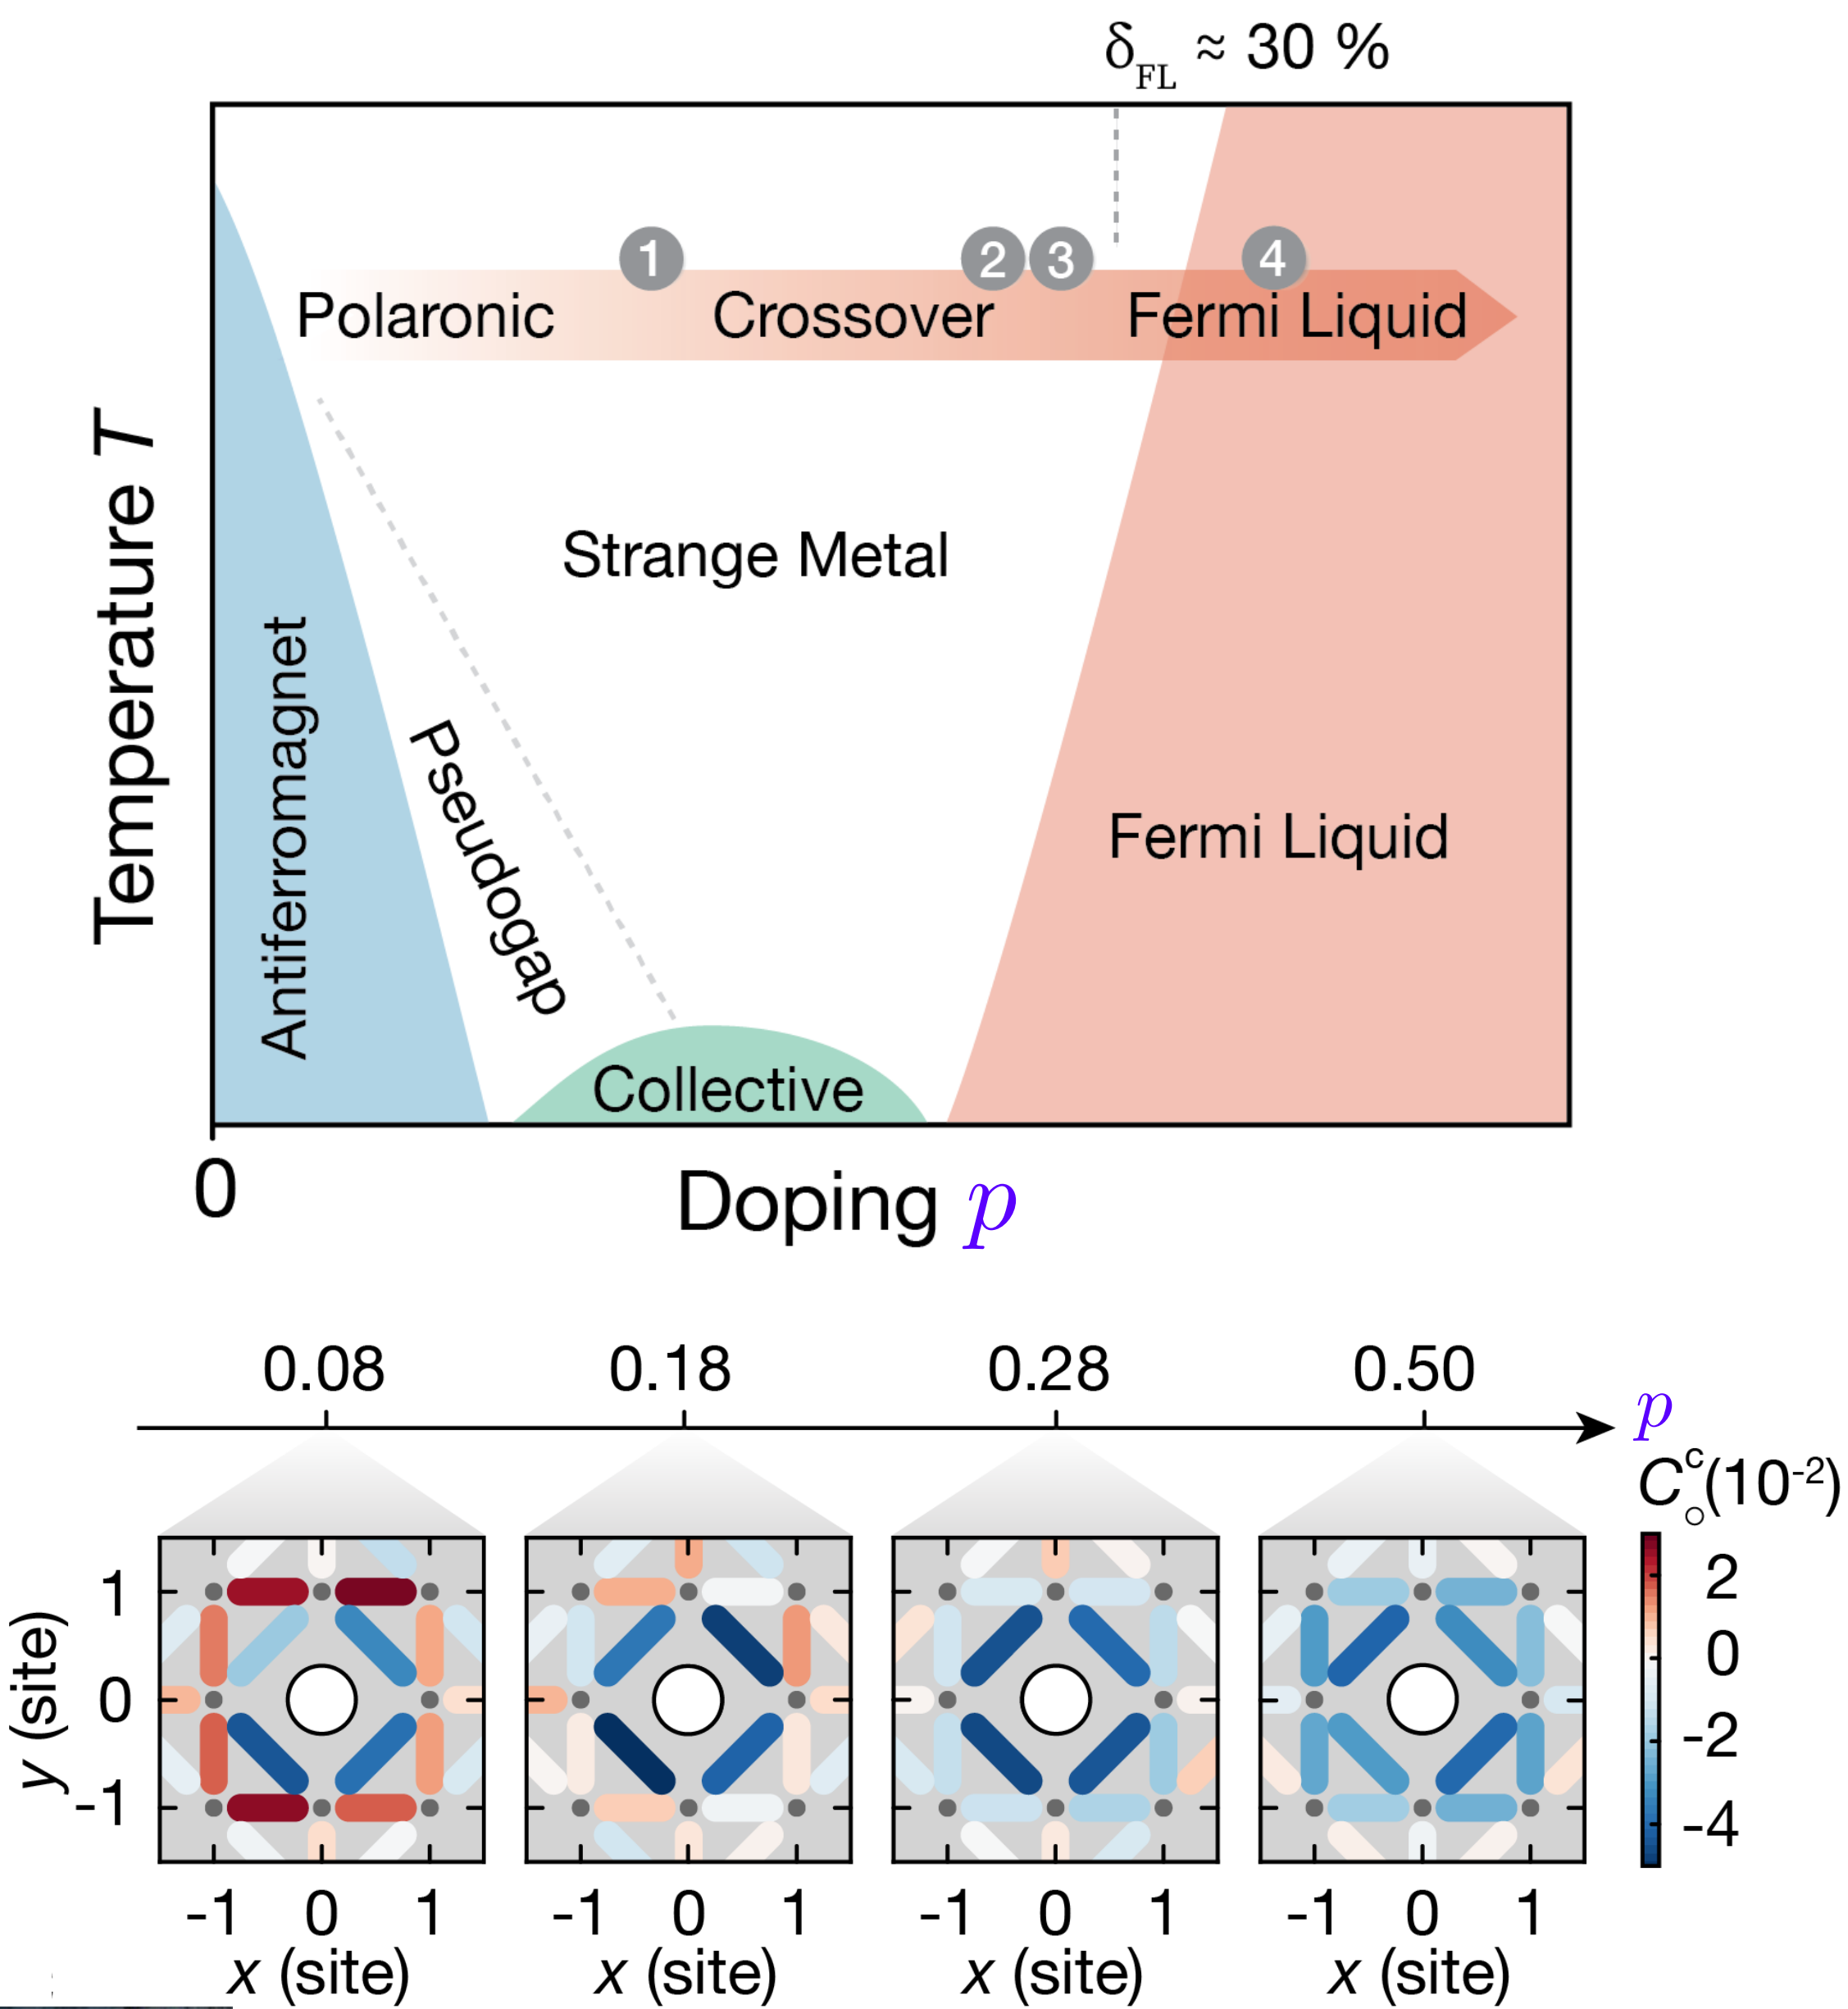 δFL ≈ 30 %
1
2
3
4
Polaronic
Crossover
Fermi Liquid
Temperature T
Strange Metal
Antiferromagnet
Pseudogap
Fermi Liquid
Collective
0
Doping p
0.08
0.18
0.28
0.50
p
C°c (10-2)
y (site)
1
0
-1
2
0
-2
-4
-1 0 1
-1 0 1
-1 0 1
-1 0 1
x (site)
x (site)
x (site)
x (site)